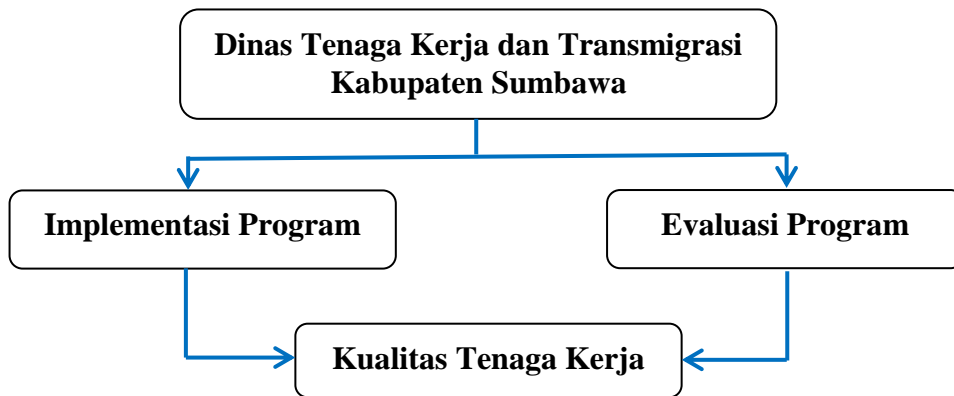 Dinas Tenaga Kerja dan Transmigrasi
Kabupaten Sumbawa
Implementasi Program
Evaluasi Program
Kualitas Tenaga Kerja